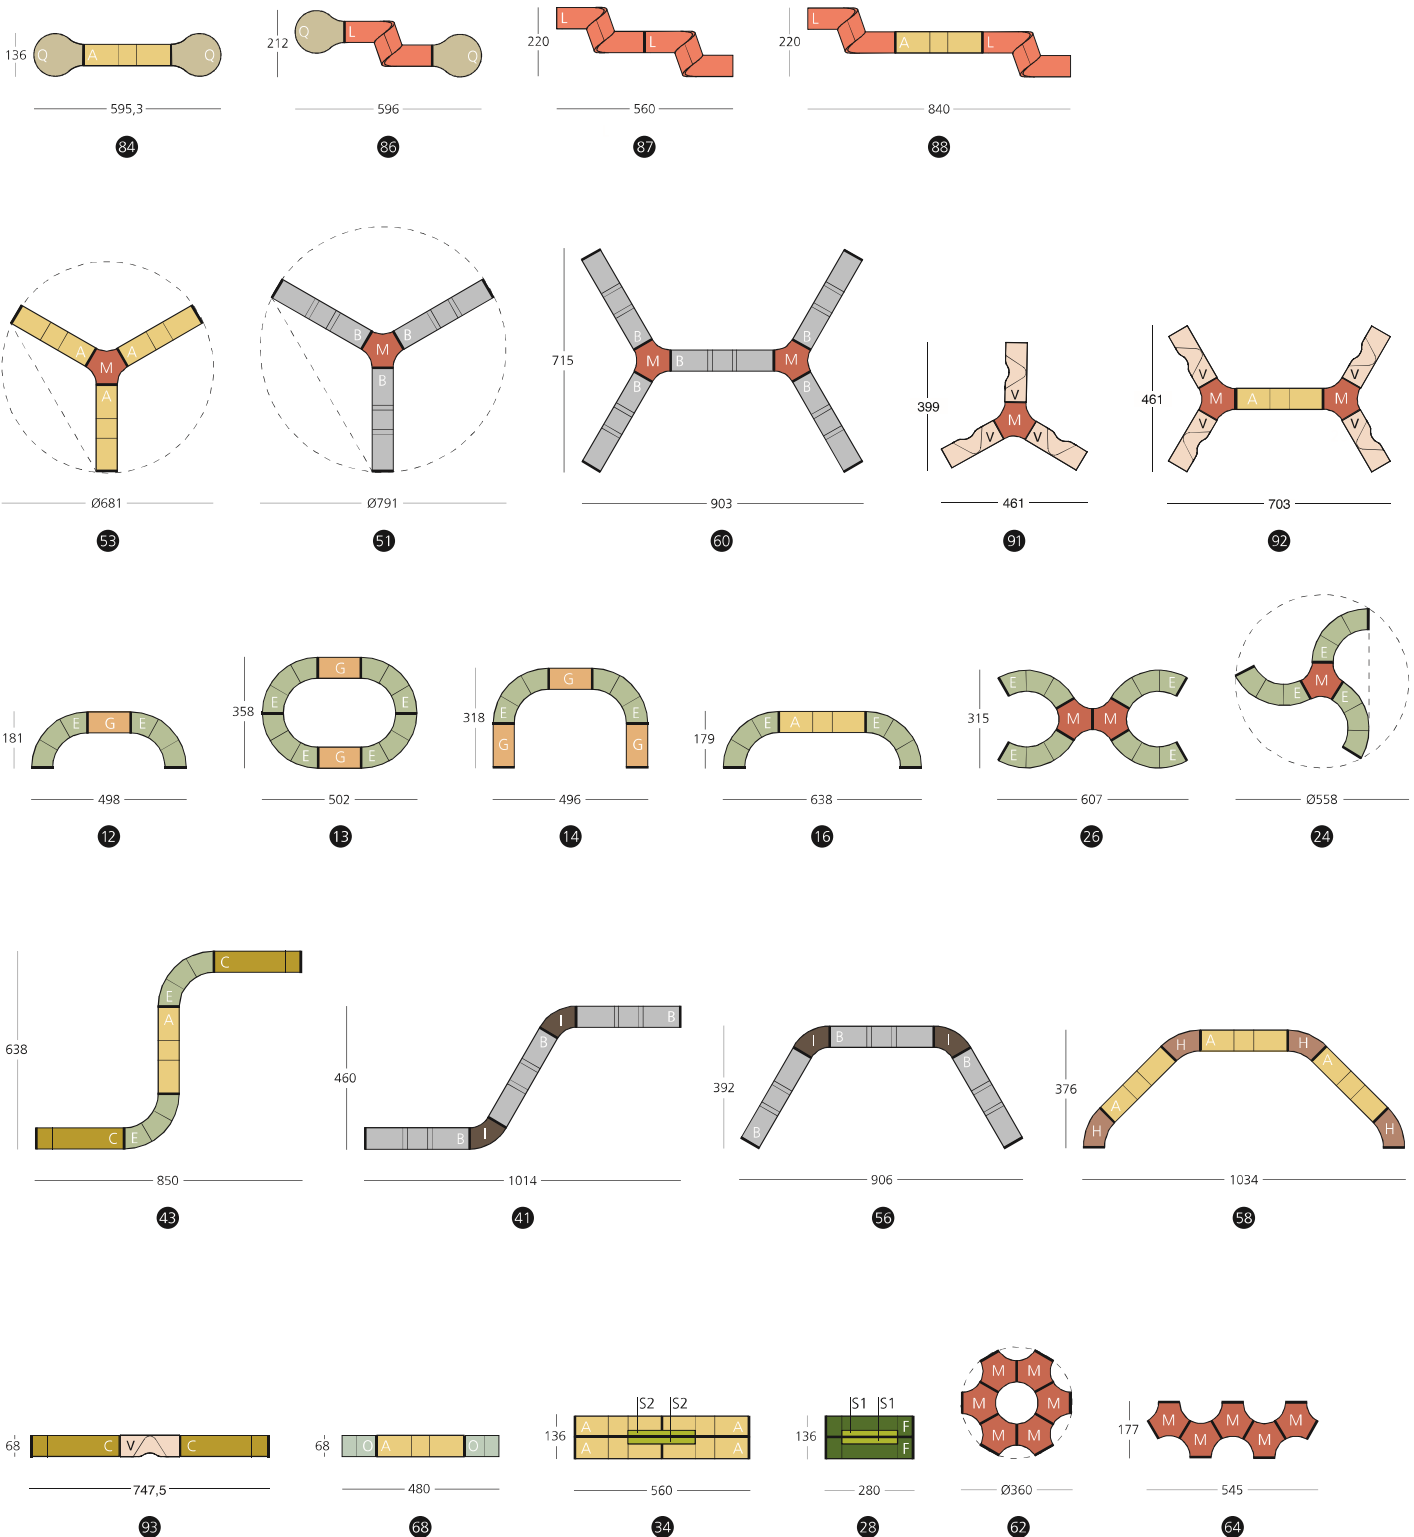 136 Q A Q
595,3
84
212 Q L Q
596
86
220 L L
560
87
220 L A L
840
88
A A M A
Ø681
53
B B M B
Ø791
51
715 B B M B M B B
903
60
399 V M V V
461
91
461 V V M A M V V
703
92
181 E G E
498
12
358 G E E E G E
502
13
318 G E E G G
496
14
179 E A E
638
16
315 E E M M E E
607
26
E M E E
Ø558
24
638 C E A C E
850
43
460 I B B B I
1014
41
392 I B I B B
906
56
376 H A H A A H H
1034
58
68 C V C
747,5
93
68 O A O
480
68
S2 S2
136 A A
A A
560
34
S1 S1
136 F
F
280
28
M M
M M
M M
Ø360
62
177 M M M
M M
545
64